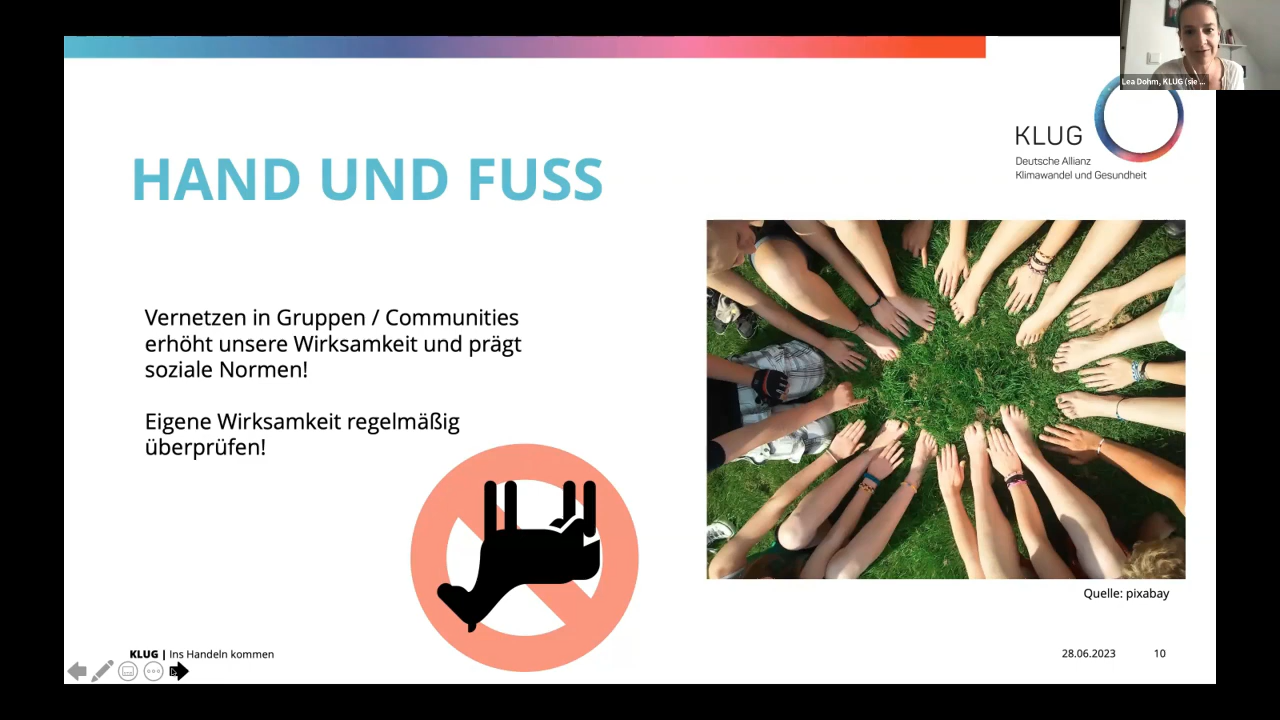 Lea Dohm, KLUG (sie ...
KLUG
Deutsche Allianz
Klimawandel und Gesundheit
HAND UND FUSS
Vernetzen in Gruppen / Communities
erhöht unsere Wirksamkeit und prägt
soziale Normen!
Eigene Wirksamkeit regelmäßig
überprüfen!
Quelle: pixabay
KLUG | Ins Handeln kommen
28.06.2023
10